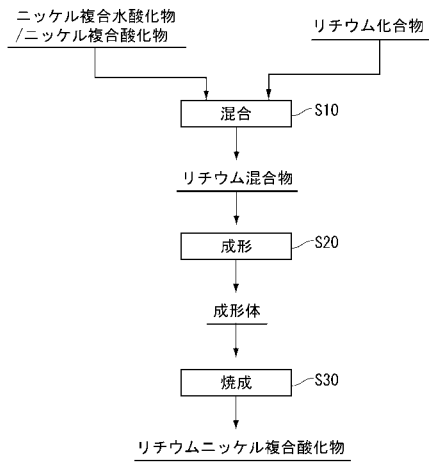 ニッケル複合水酸化物
/ニッケル複合酸化物
リチウム化合物
混合
S10
リチウム混合物
成形
S20
成形体
焼成
S30
リチウムニッケル複合酸化物